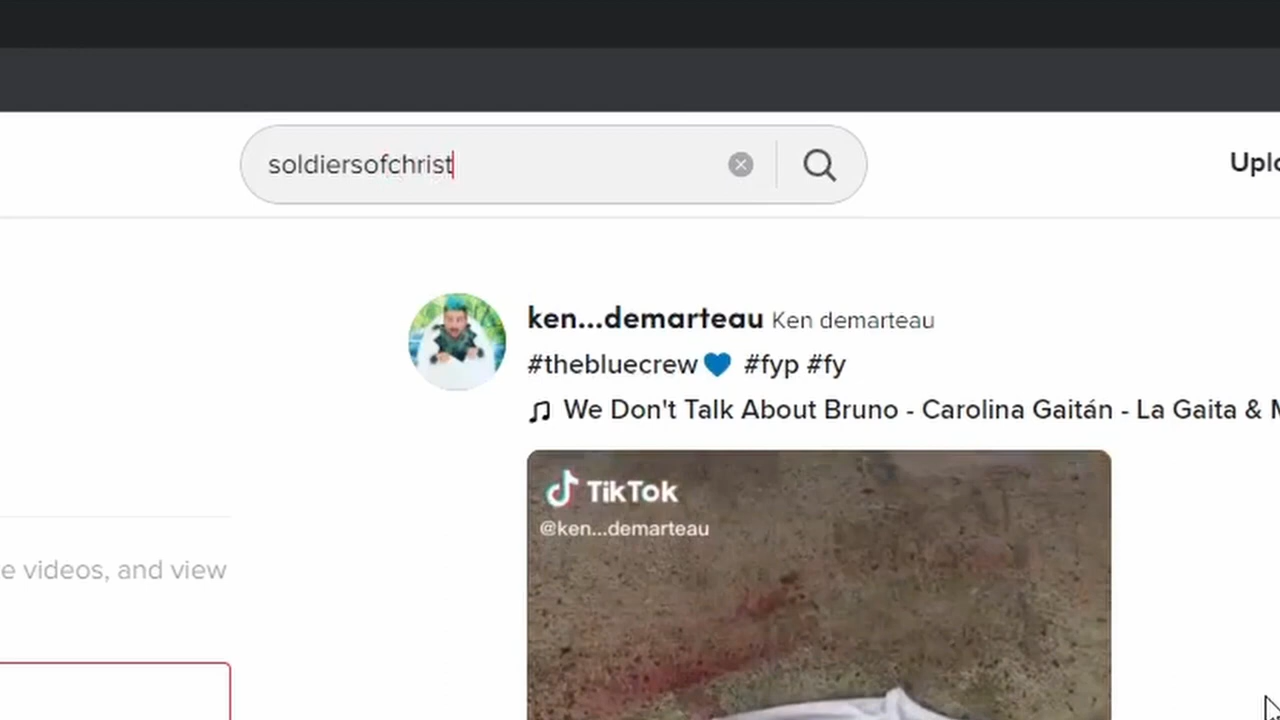 soldiersofchrist
Uplo
ken...demarteau Ken demarteau
#thebluecrew💙 #fyp #fy
We Don't Talk About Bruno - Carolina Gaitán - La Gaita & M
TikTok
@ken...demarteau
e videos, and view